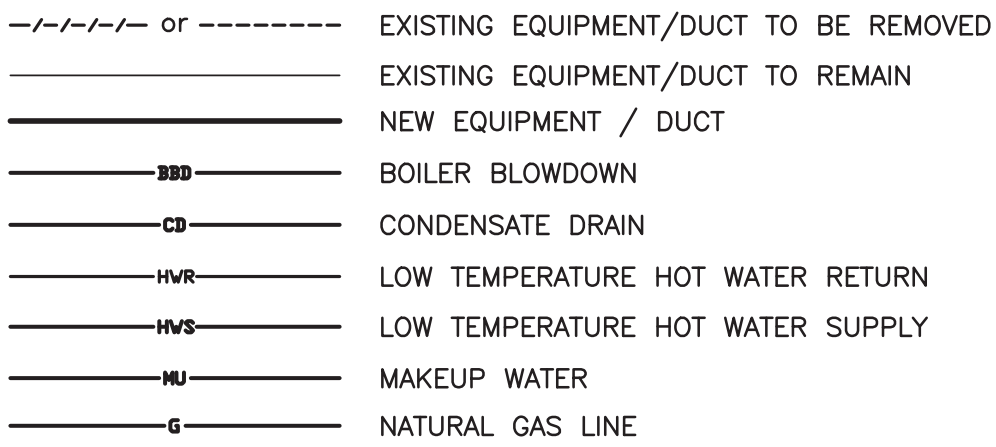 or EXISTING EQUIPMENT/DUCT TO BE REMOVED
EXISTING EQUIPMENT/DUCT TO REMAIN
NEW EQUIPMENT / DUCT
BBD BOILER BLOWDOWN
CD CONDENSATE DRAIN
HWR LOW TEMPERATURE HOT WATER RETURN
HWS LOW TEMPERATURE HOT WATER SUPPLY
MU MAKEUP WATER
G NATURAL GAS LINE